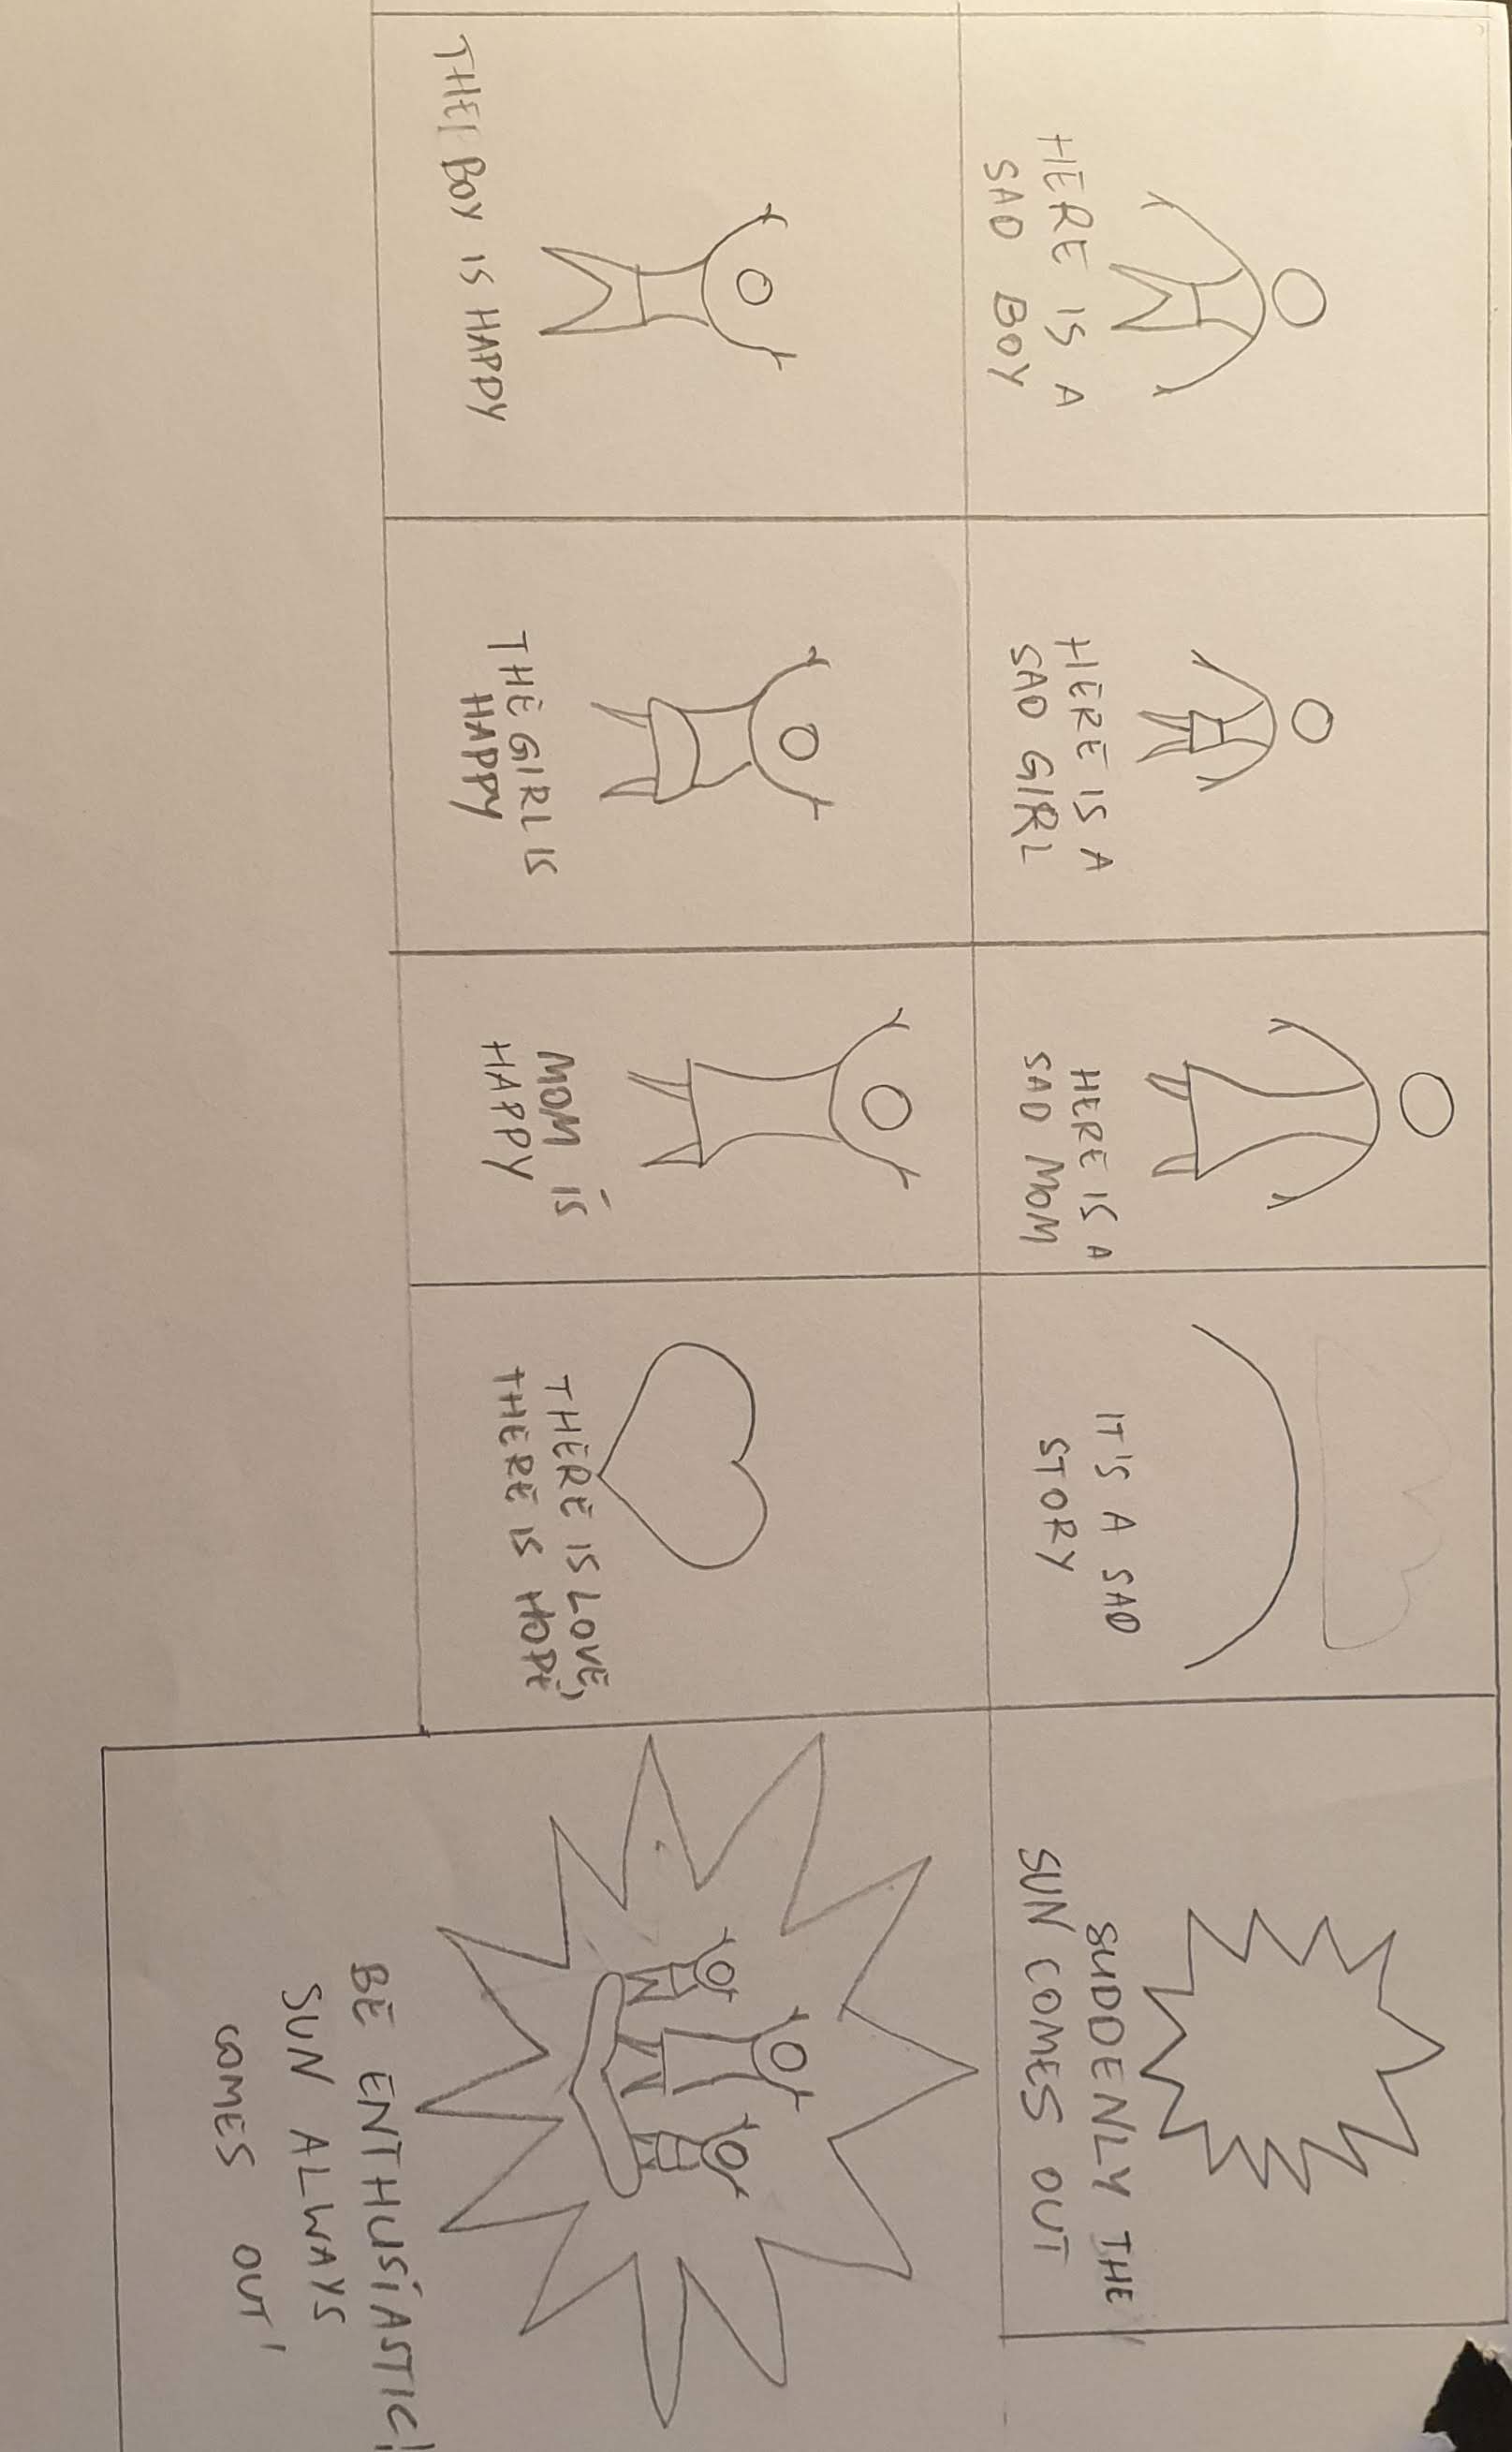 HERE IS A
SAD BOY
HERE IS A
SAD GIRL
HERE IS A
SAD MOM
IT'S A SAD
STORY
SUDDENLY THE
SUN COMES OUT
THE BOY IS HAPPY
THE GIRL IS
HAPPY
MOM IS
HAPPY
THERE IS LOVE,
THERE IS HOPE
BE ENTHUSIASTIC!
SUN ALWAYS
COMES OUT!